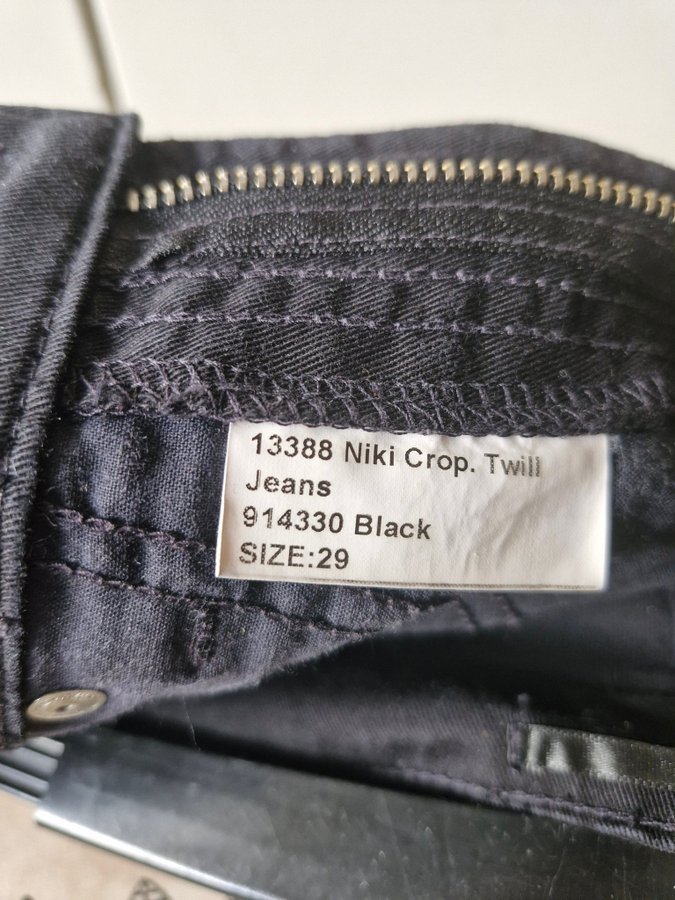 13388 Niki Crop. Twill
Jeans
914330 Black
SIZE:29